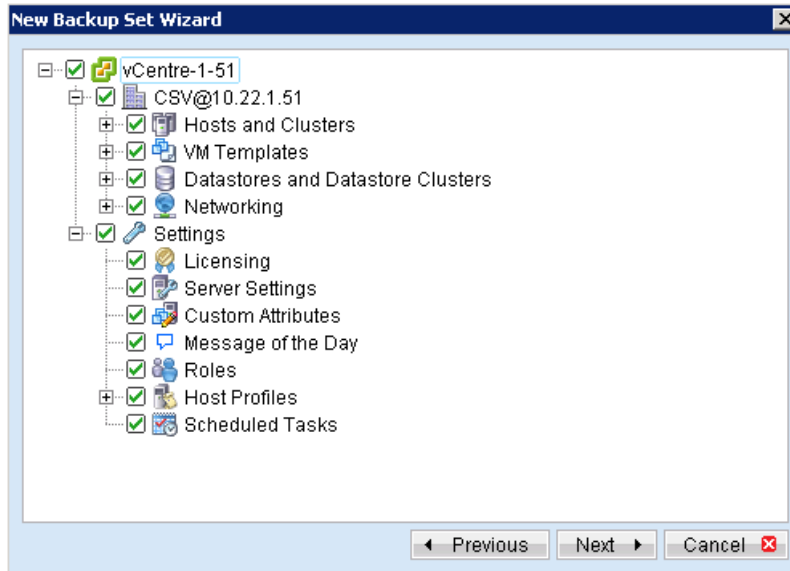 New Backup Set Wizard
vCentre-1-51
CSV@10.22.1.51
Hosts and Clusters
VM Templates
Datastores and Datastore Clusters
Networking
Settings
Licensing
Server Settings
Custom Attributes
Message of the Day
Roles
Host Profiles
Scheduled Tasks
Previous Next Cancel